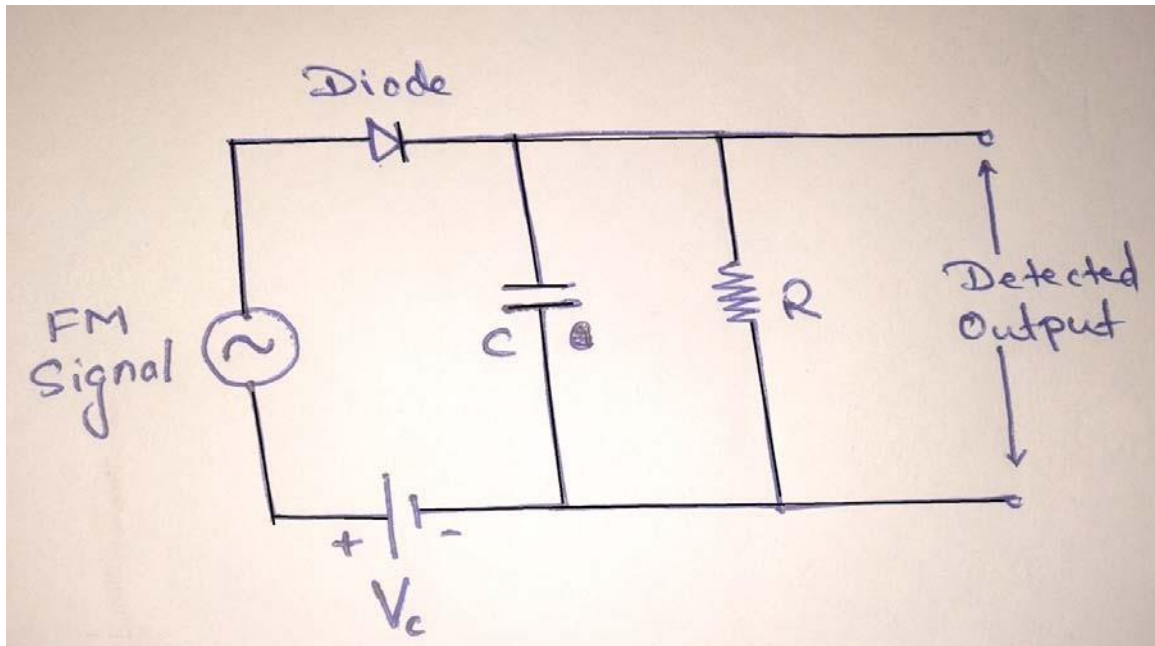 Diode
FM
Signal
C
R
Detected
Output
+
-
Vc